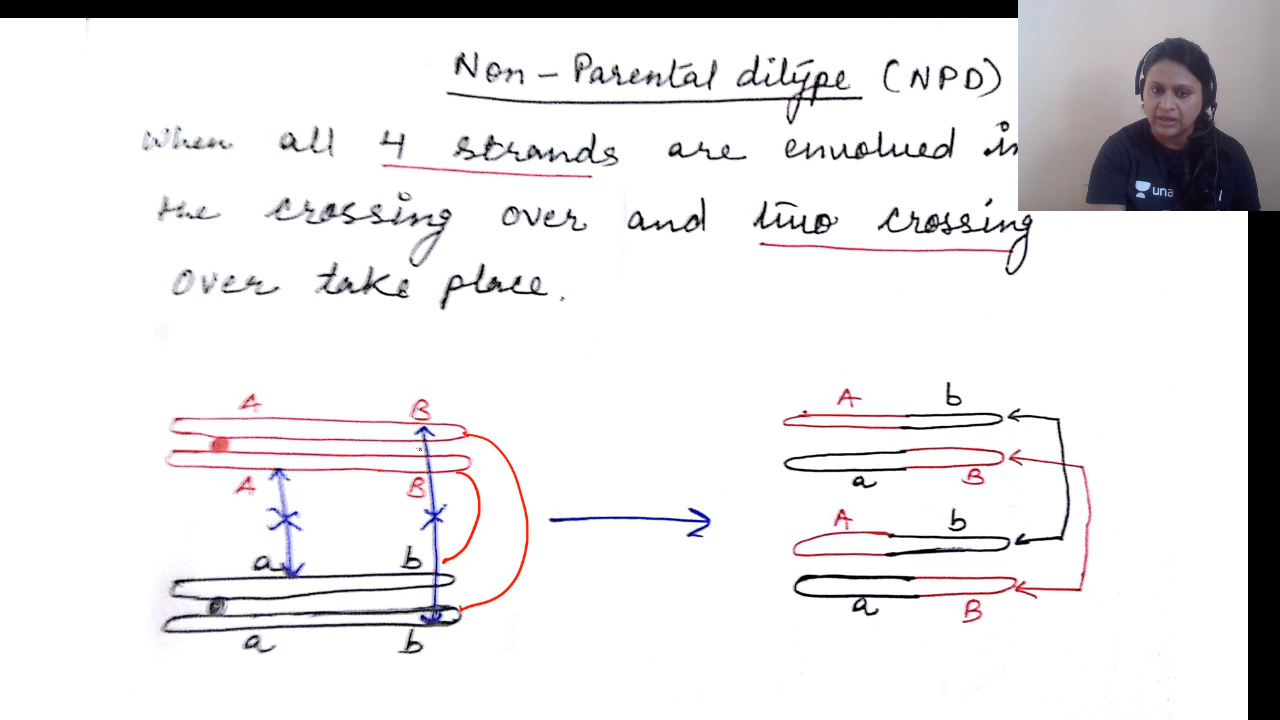 Non-Parental ditype (NPD)
When all 4 strands are envolved in
the crossing over and two crossing
over take place.
A B
A B
a b
a b
A b
a B
A b
a B
una